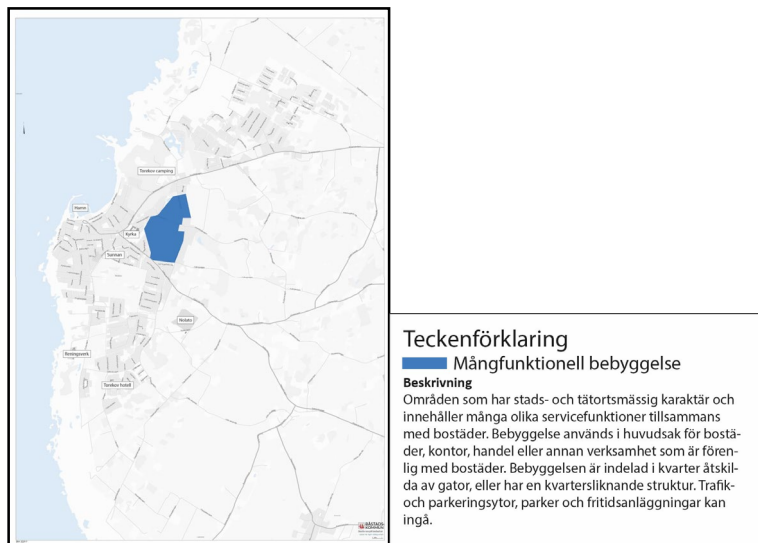 Torekov camping
Hamn
Kyrka
Sunnan
Nolato
Reningsverk
Torekov hotell
BÅSTADS
KOMMUN
Teckenförklaring
Mångfunktionell bebyggelse
Beskrivning
Områden som har stads- och tätortsmässig karaktär och
innehåller många olika servicefunktioner tillsammans
med bostäder. Bebyggelse används i huvudsak för bostä-
der, kontor, handel eller annan verksamhet som är fören-
lig med bostäder. Bebyggelsen är indelad i kvarter åtskil-
da av gator, eller har en kvartersliknande struktur. Trafik-
och parkeringsytor, parker och fritidsanläggningar kan
ingå.